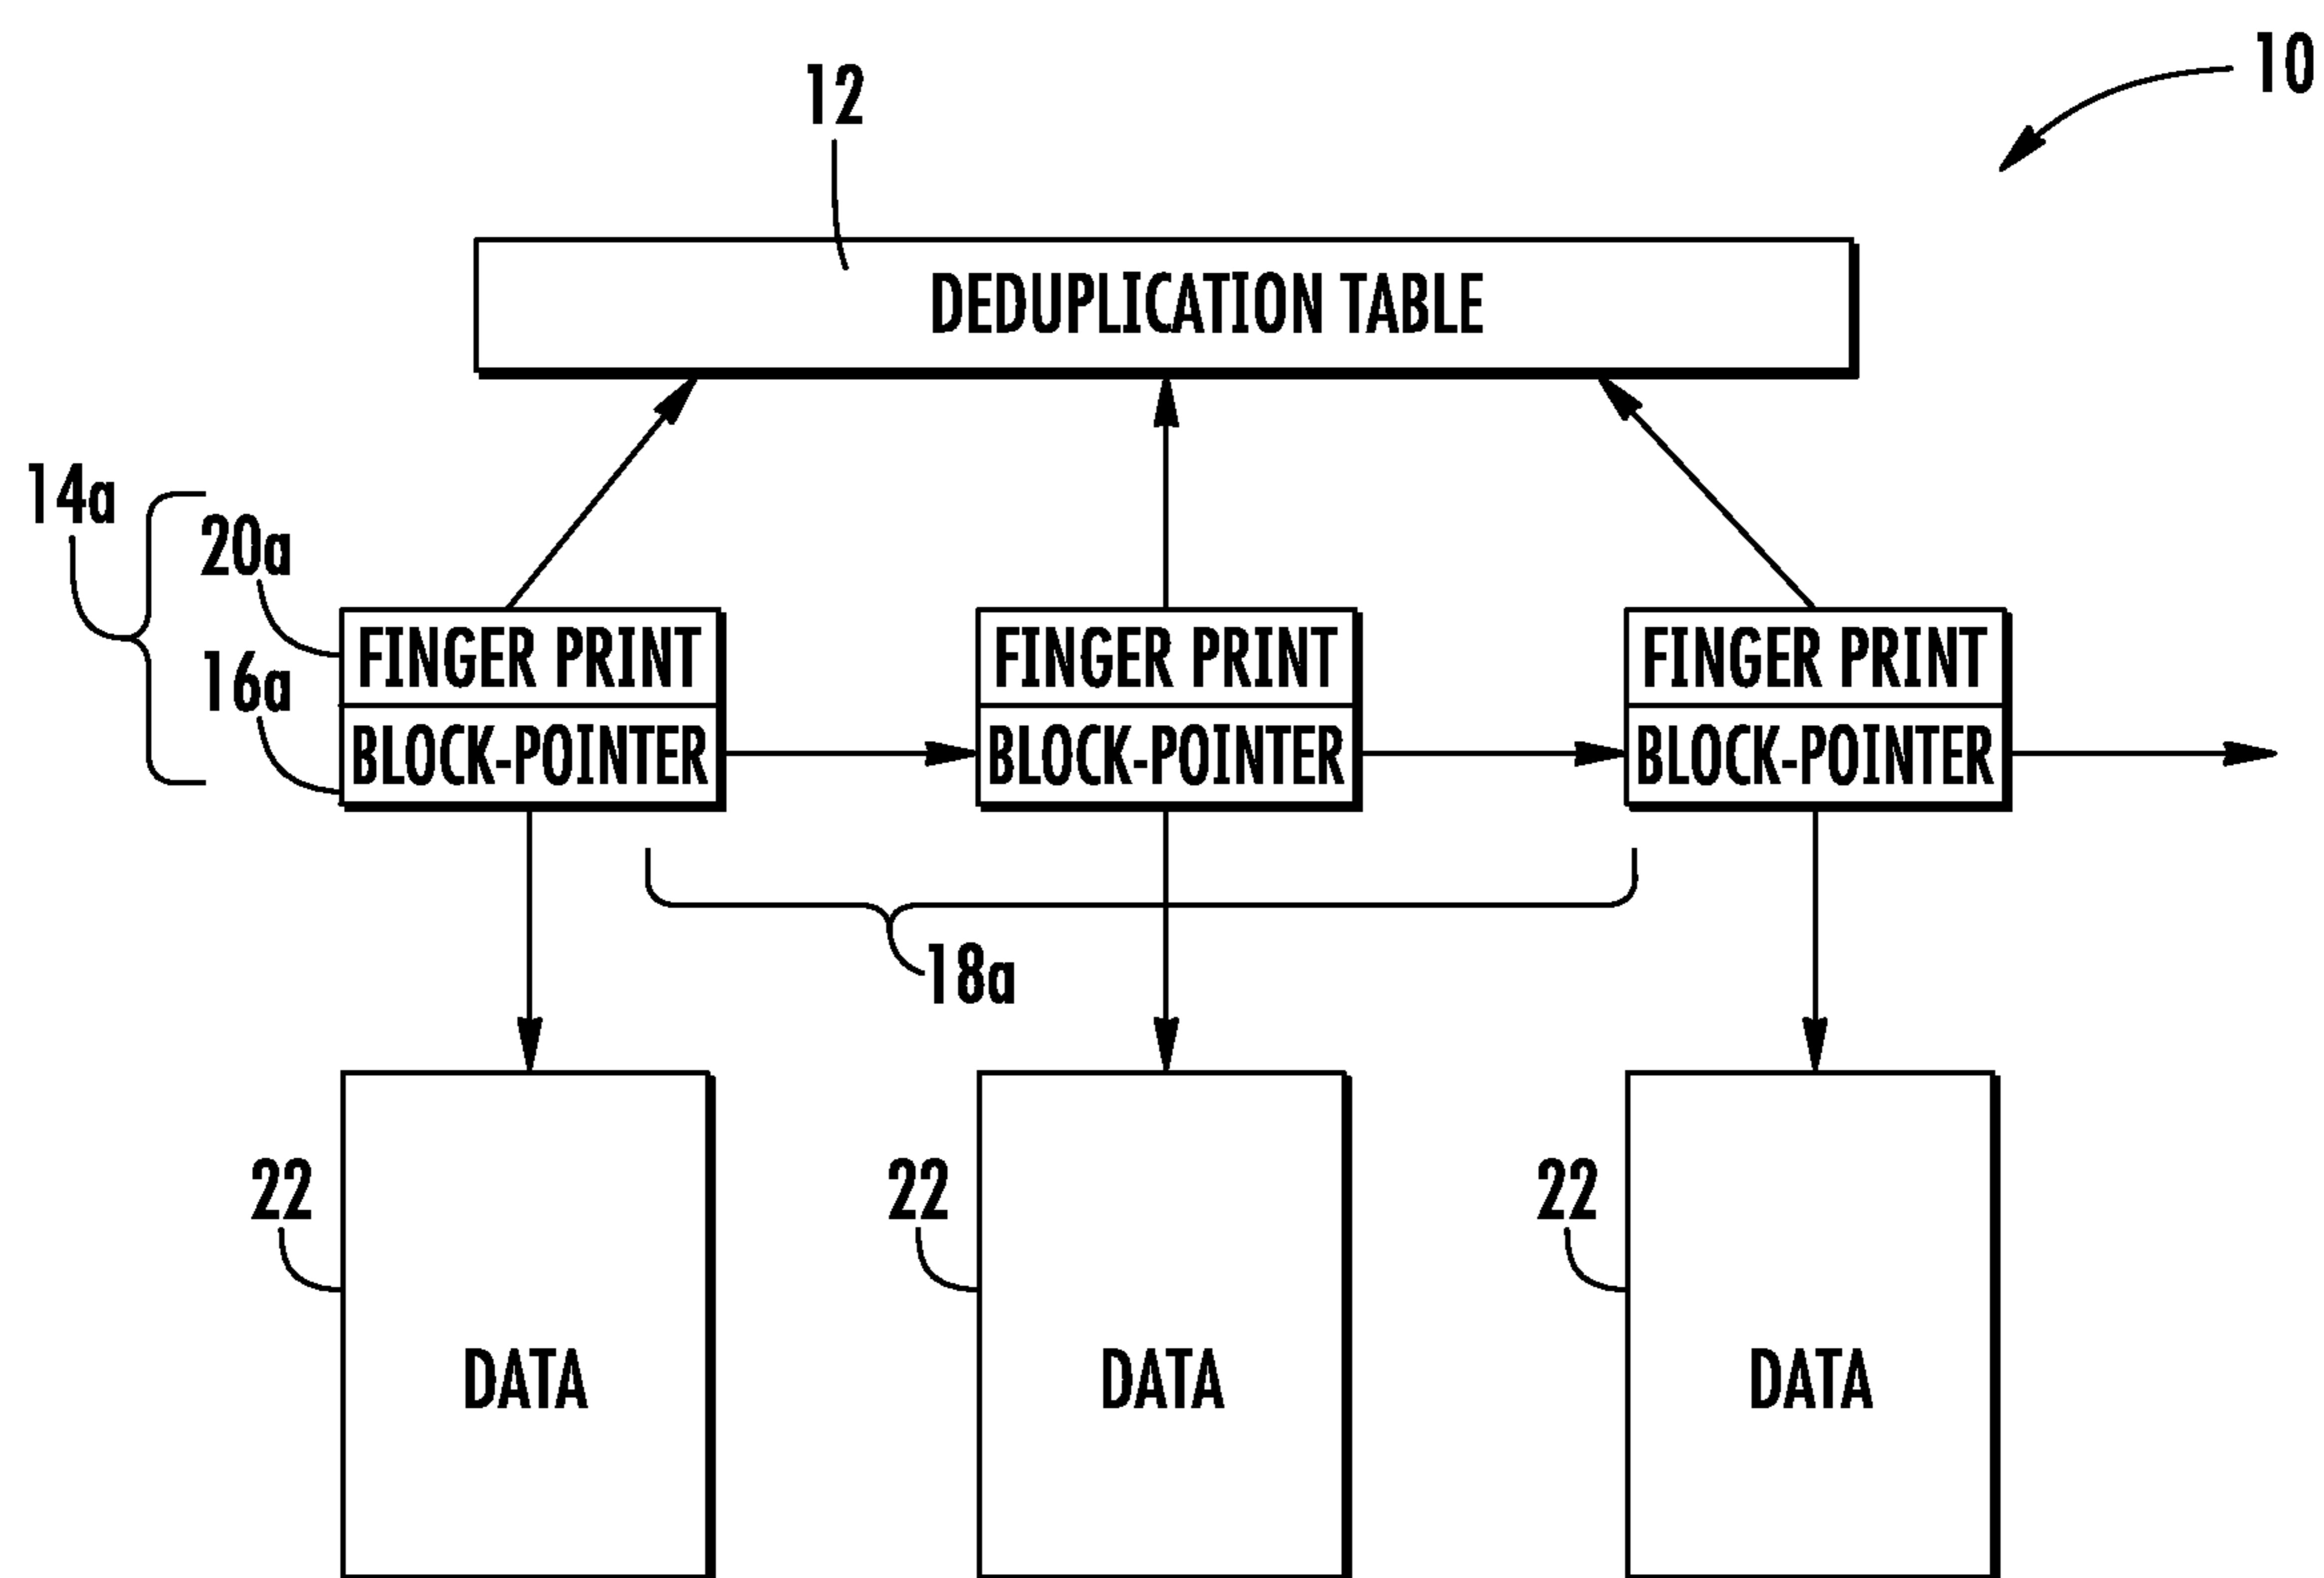 10
12
DEDUPLICATION TABLE
14a
20a
FINGER PRINT FINGER PRINT FINGER PRINT
16a
BLOCK-POINTER BLOCK-POINTER BLOCK-POINTER
18a
22 22 22
DATA DATA DATA